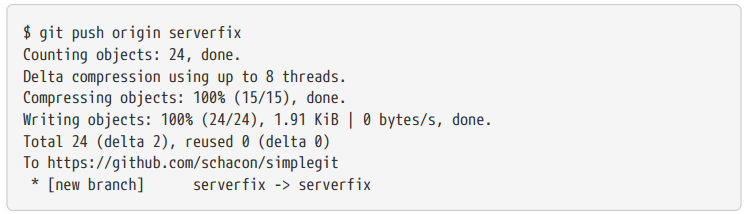 $ git push origin serverfix
Counting objects: 24, done.
Delta compression using up to 8 threads.
Compressing objects: 100% (15/15), done.
Writing objects: 100% (24/24), 1.91 KiB | 0 bytes/s, done.
Total 24 (delta 2), reused 0 (delta 0)
To https://github.com/schacon/simplegit
 * [new branch]      serverfix -> serverfix